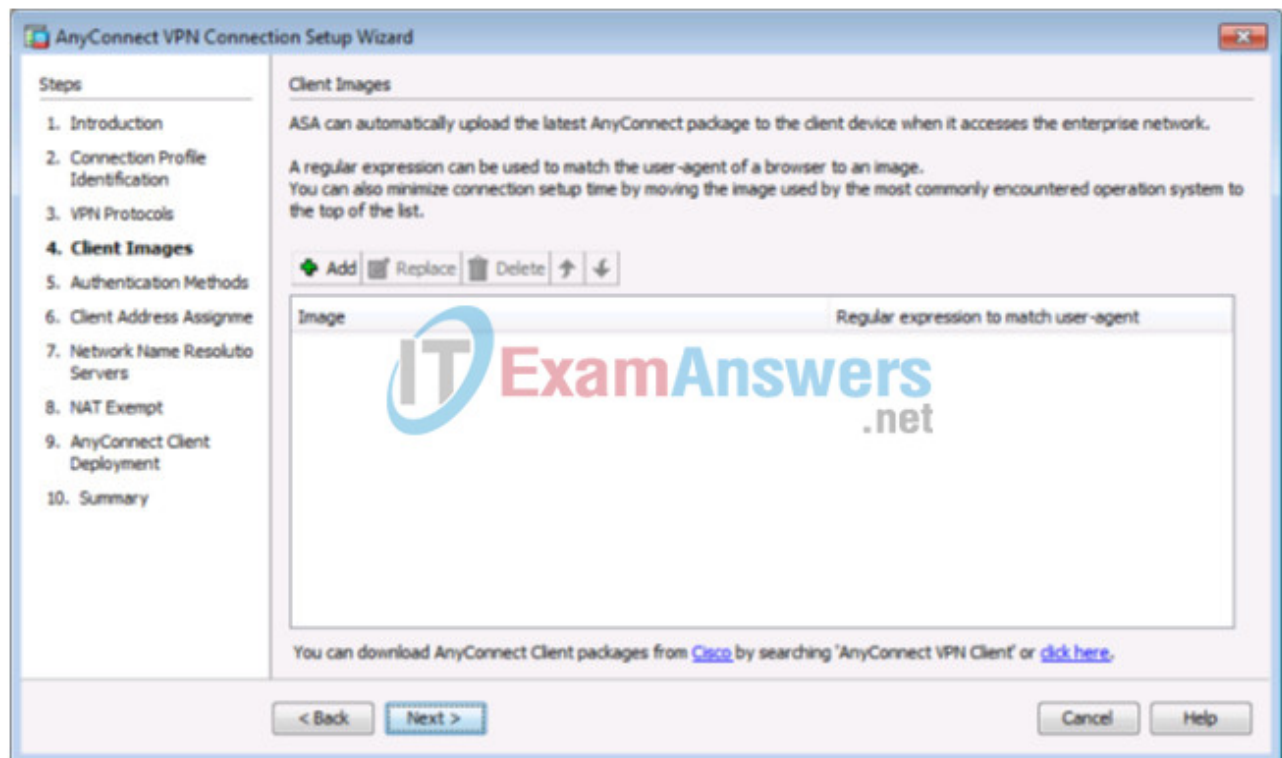 AnyConnect VPN Connection Setup Wizard
Steps
1. Introduction
2. Connection Profile
Identification
3. VPN Protocols
4. Client Images
5. Authentication Methods
6. Client Address Assignme
7. Network Name Resolutio
Servers
8. NAT Exempt
9. AnyConnect Client
Deployment
10. Summary
Client Images
ASA can automatically upload the latest AnyConnect package to the client device when it accesses the enterprise network.
A regular expression can be used to match the user-agent of a browser to an image.
You can also minimize connection setup time by moving the image used by the most commonly encountered operation system to
the top of the list.
Add Replace Delete
Image Regular expression to match user-agent
ITExamAnswers
.net
You can download AnyConnect Client packages from Cisco by searching 'AnyConnect VPN Client' or click here.
< Back Next > Cancel Help